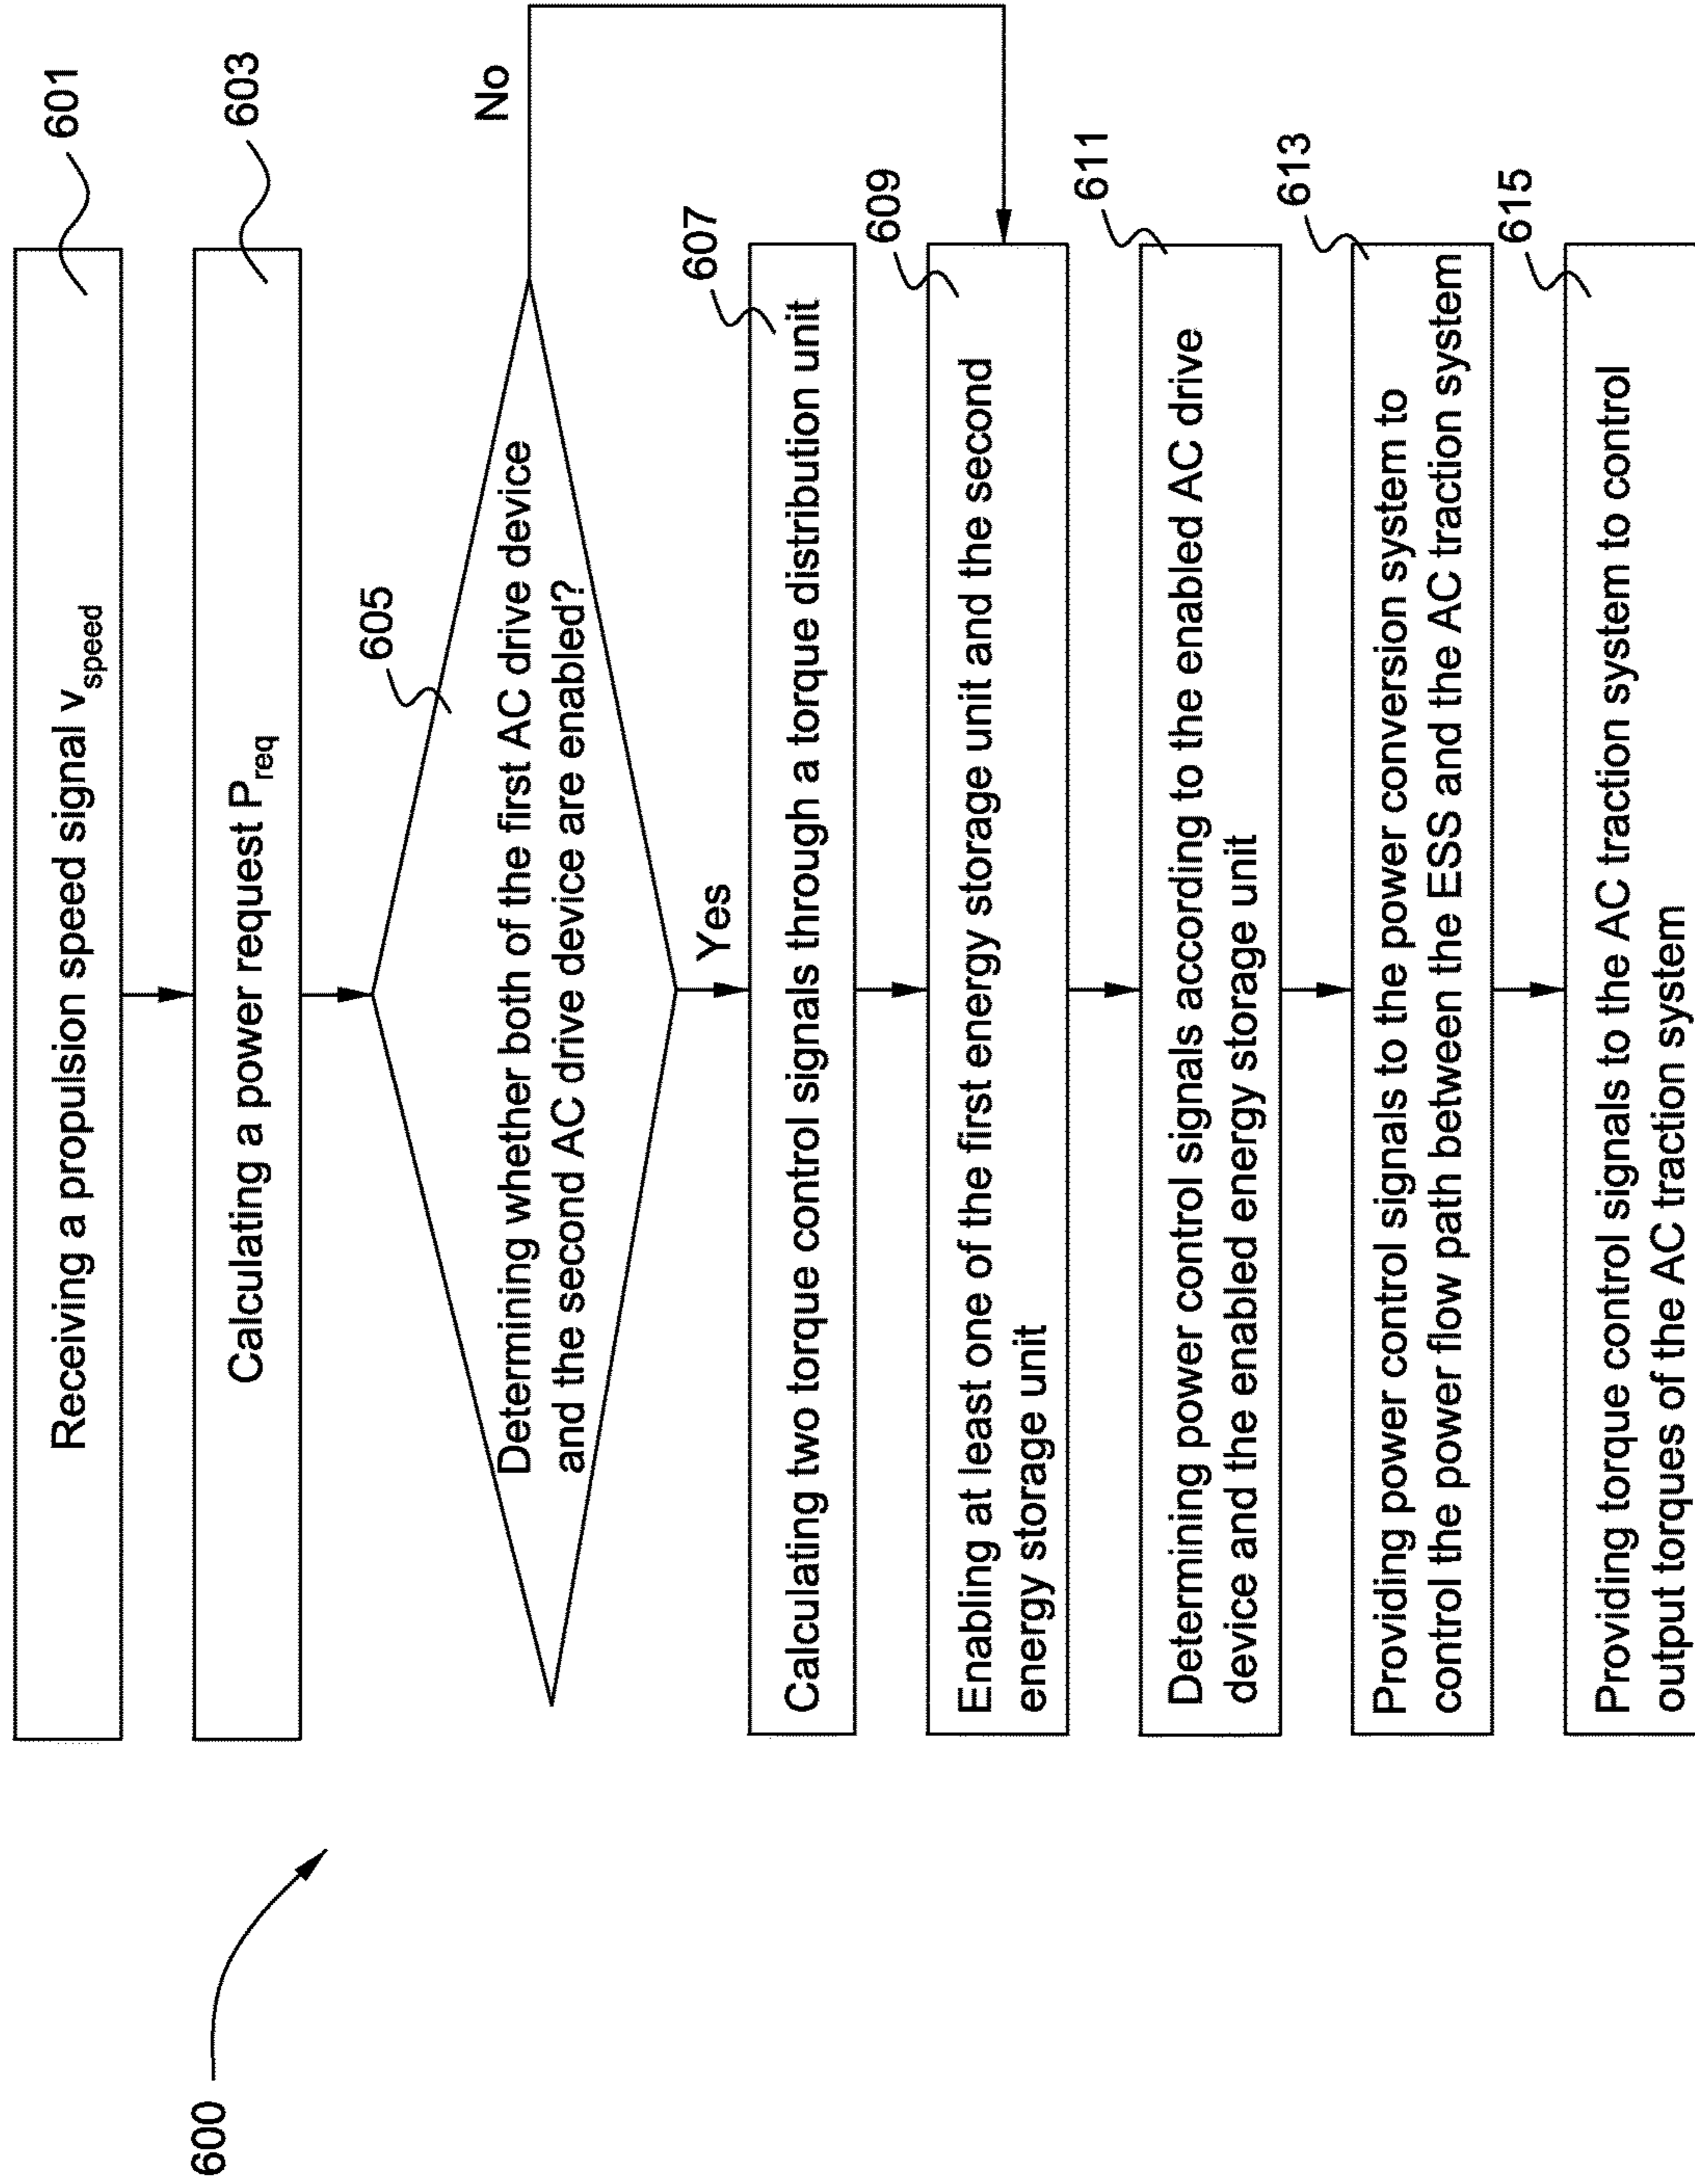 600
601
Receiving a propulsion speed signal vspeed
603
Calculating a power request Preq
605
Determining whether both of the first AC drive device
and the second AC drive device are enabled?
No
Yes
607
Calculating two torque control signals through a torque distribution unit
609
Enabling at least one of the first energy storage unit and the second
energy storage unit
611
Determining power control signals according to the enabled AC drive
device and the enabled energy storage unit
613
Providing power control signals to the power conversion system to
control the power flow path between the ESS and the AC traction system
615
Providing torque control signals to the AC traction system to control
output torques of the AC traction system